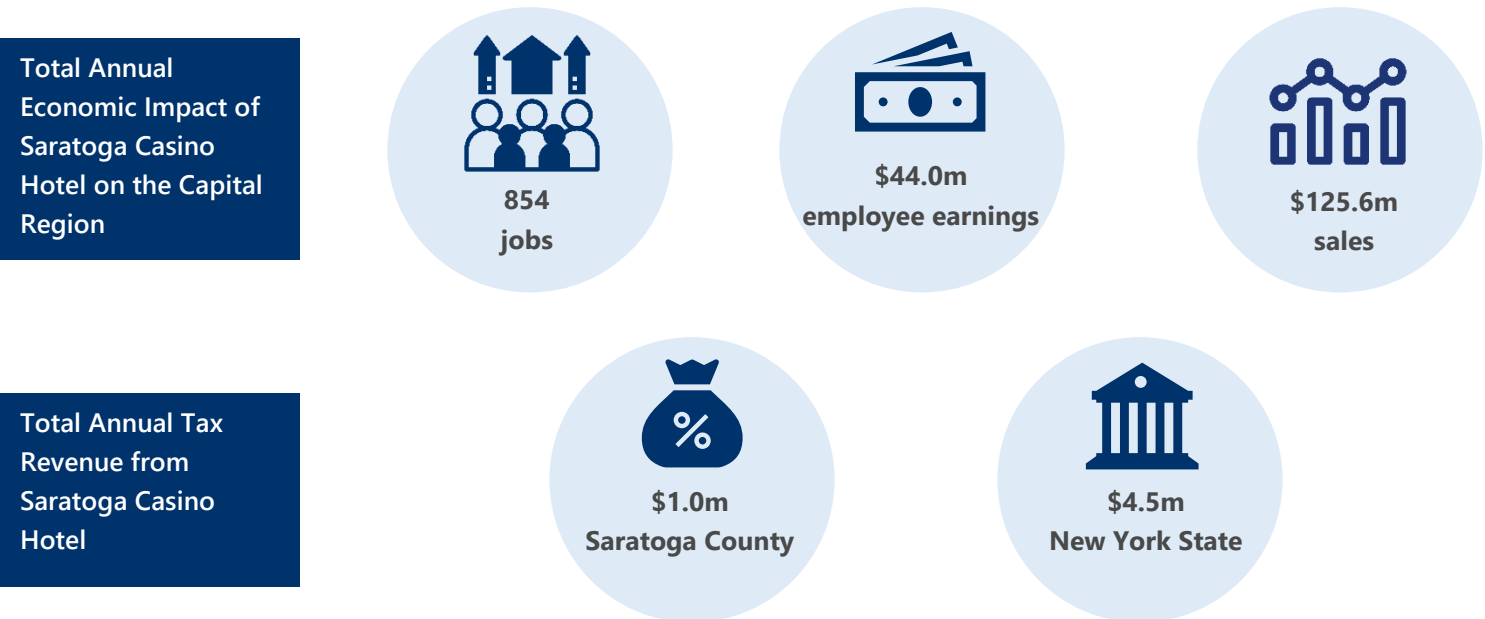 Total Annual
Economic Impact of
Saratoga Casino
Hotel on the Capital
Region
854
jobs
$44.0m
employee earnings
$125.6m
sales
Total Annual Tax
Revenue from
Saratoga Casino
Hotel
%
$1.0m
Saratoga County
$4.5m
New York State